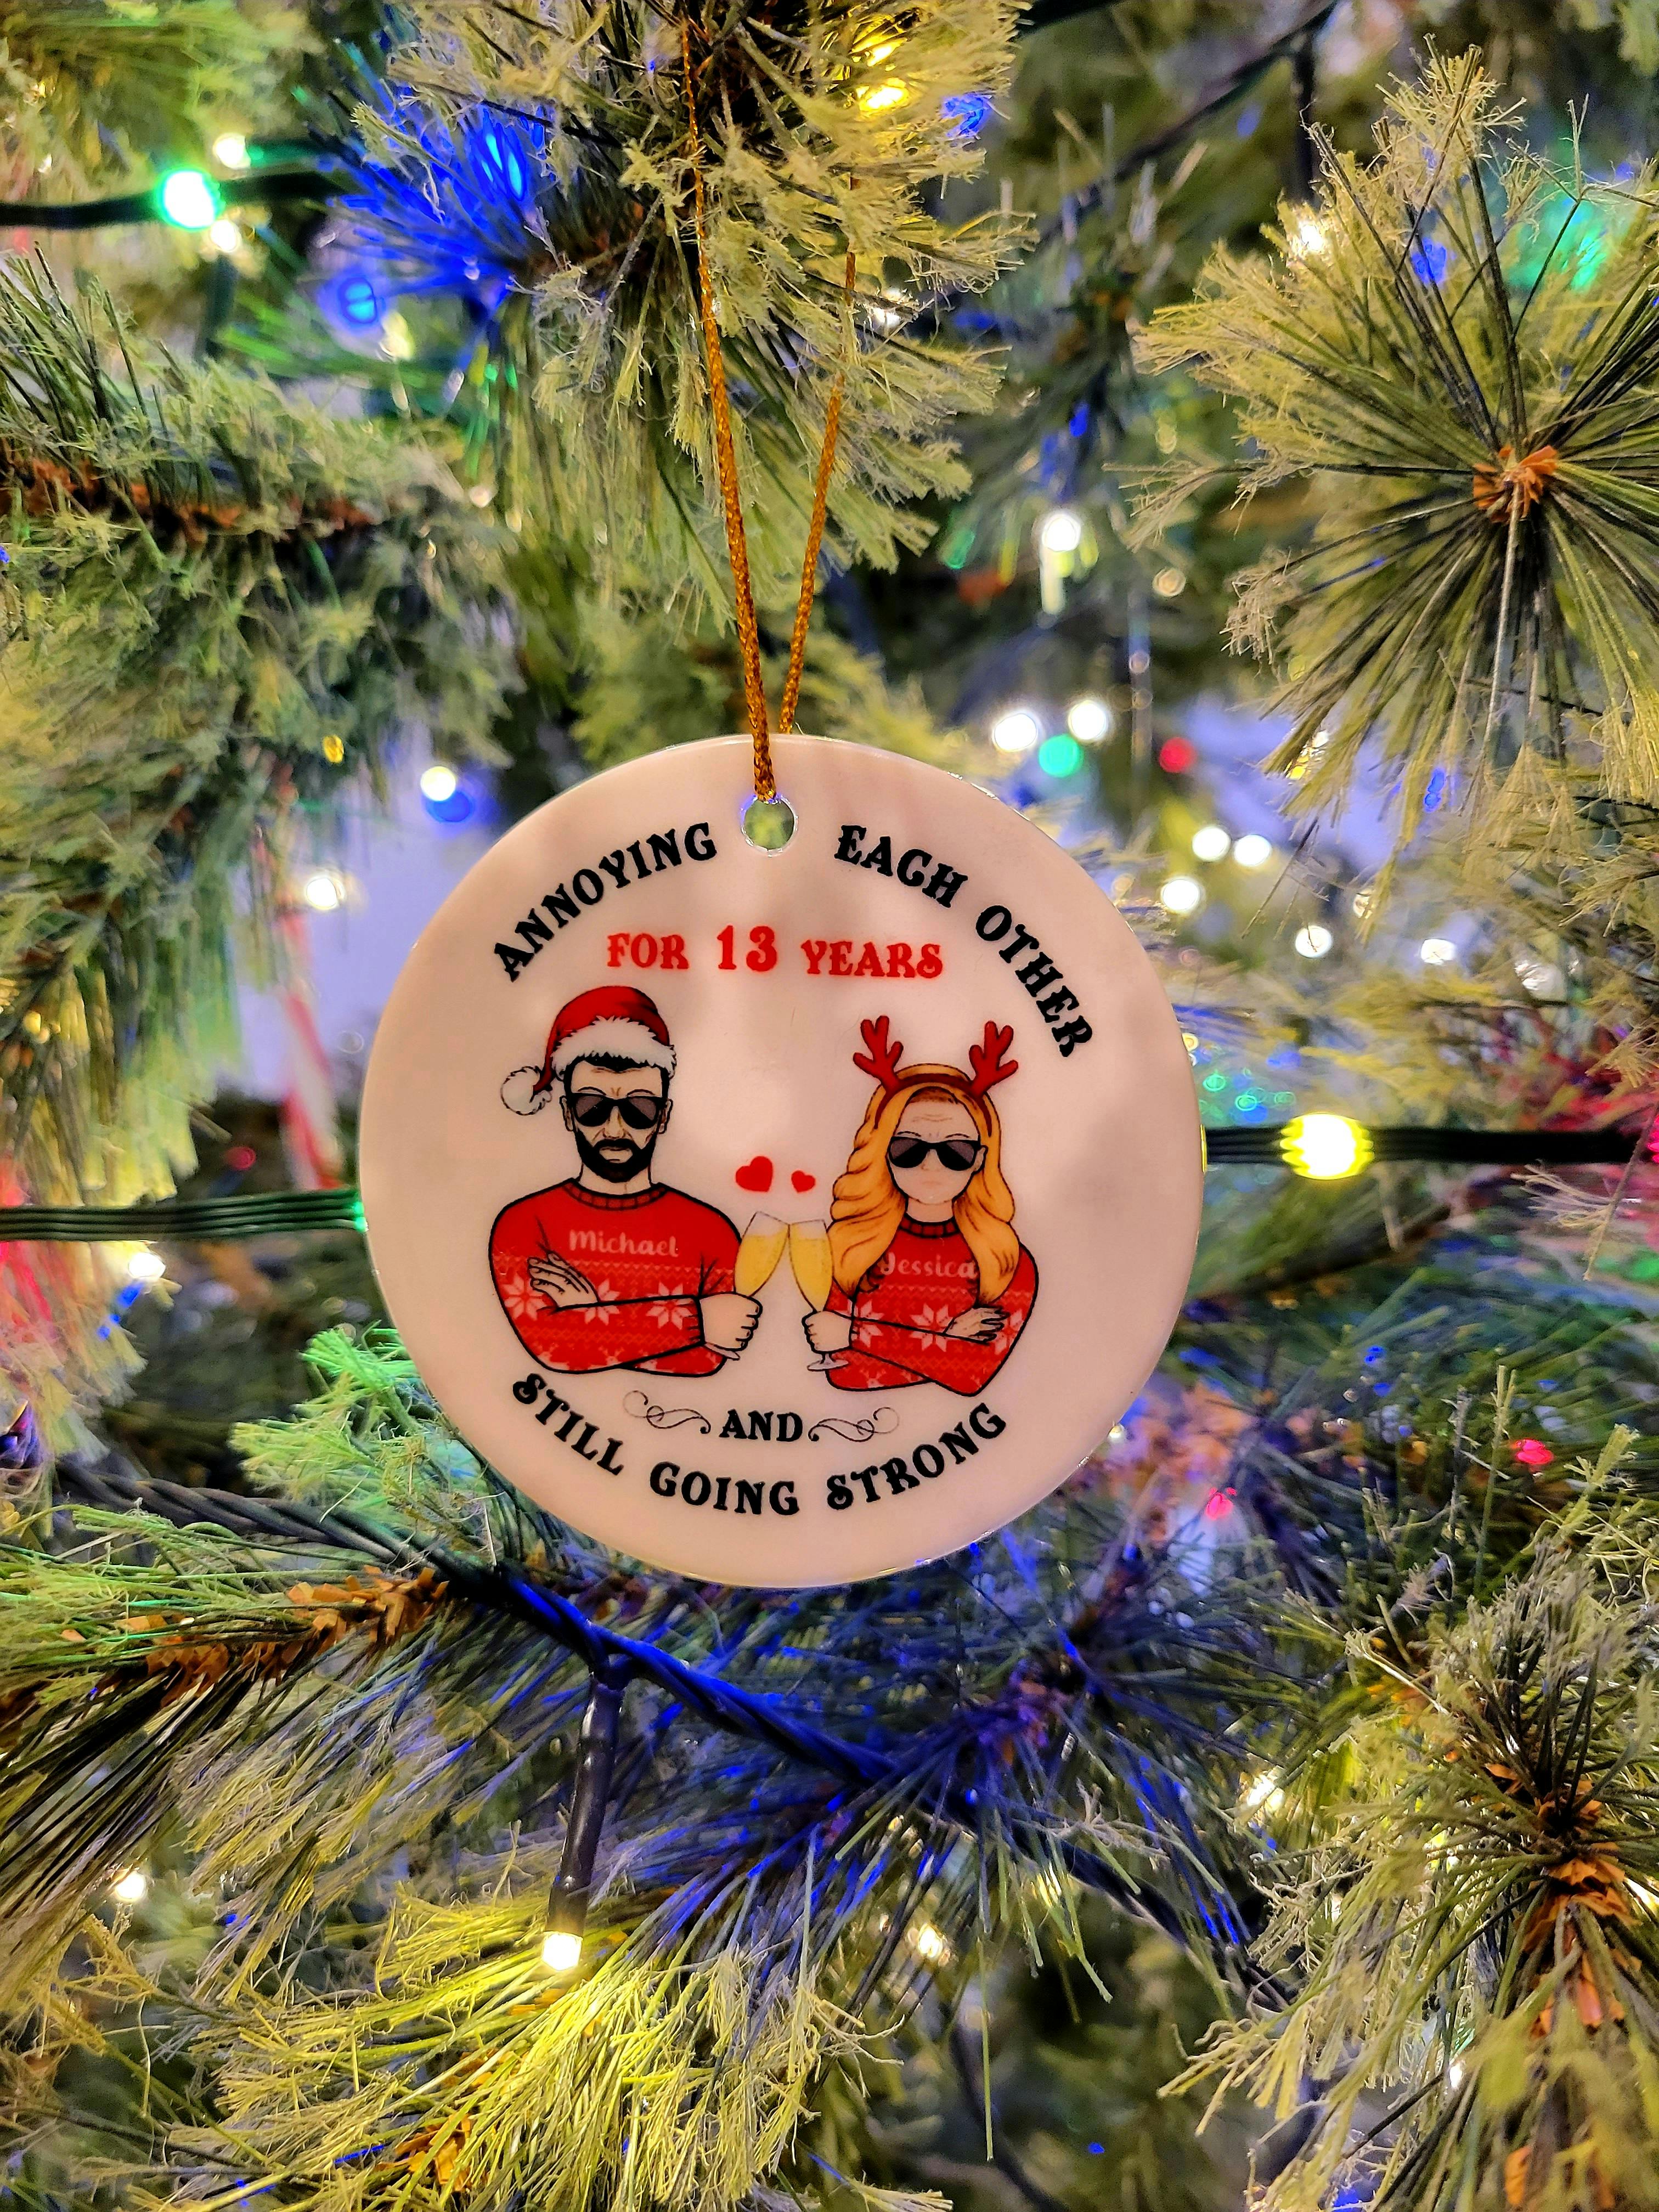 ANNOYING EACH OTHER
FOR 13 YEARS
Michael
Jessica
AND
STILL GOING STRONG